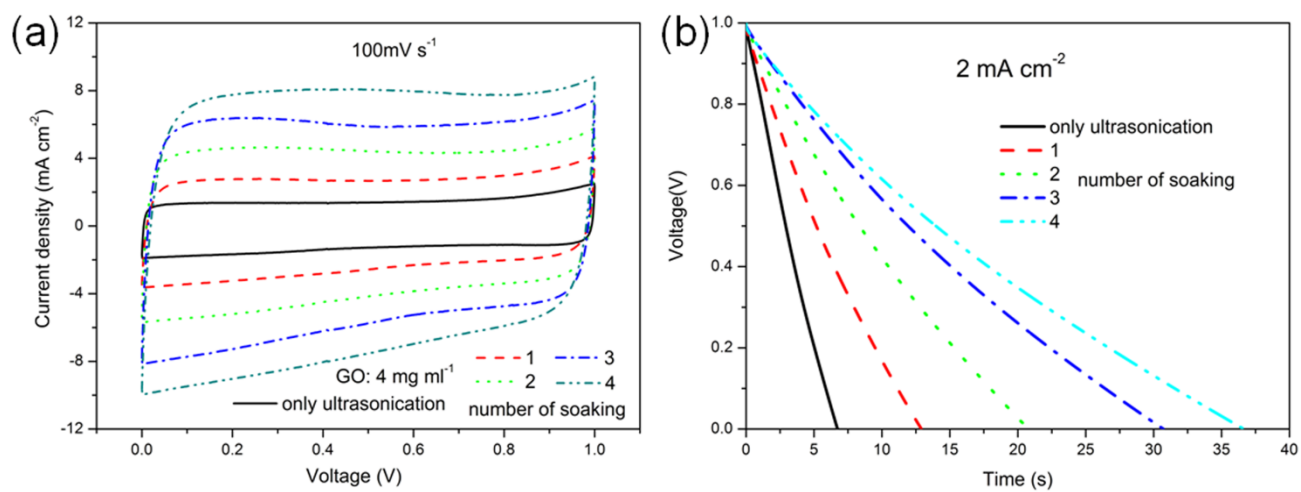 (a)
12
8
4
0
-4
-8
-12
Current density (mA cm⁻²)
100mV s⁻¹
GO: 4 mg ml⁻¹
only ultrasonication
1
2
3
4
number of soaking
0.0 0.2 0.4 0.6 0.8 1.0
Voltage (V)
(b)
1.0
0.8
0.6
0.4
0.2
0.0
Voltage(V)
2 mA cm⁻²
only ultrasonication
1
2
number of soaking
3
4
0 5 10 15 20 25 30 35 40
Time (s)